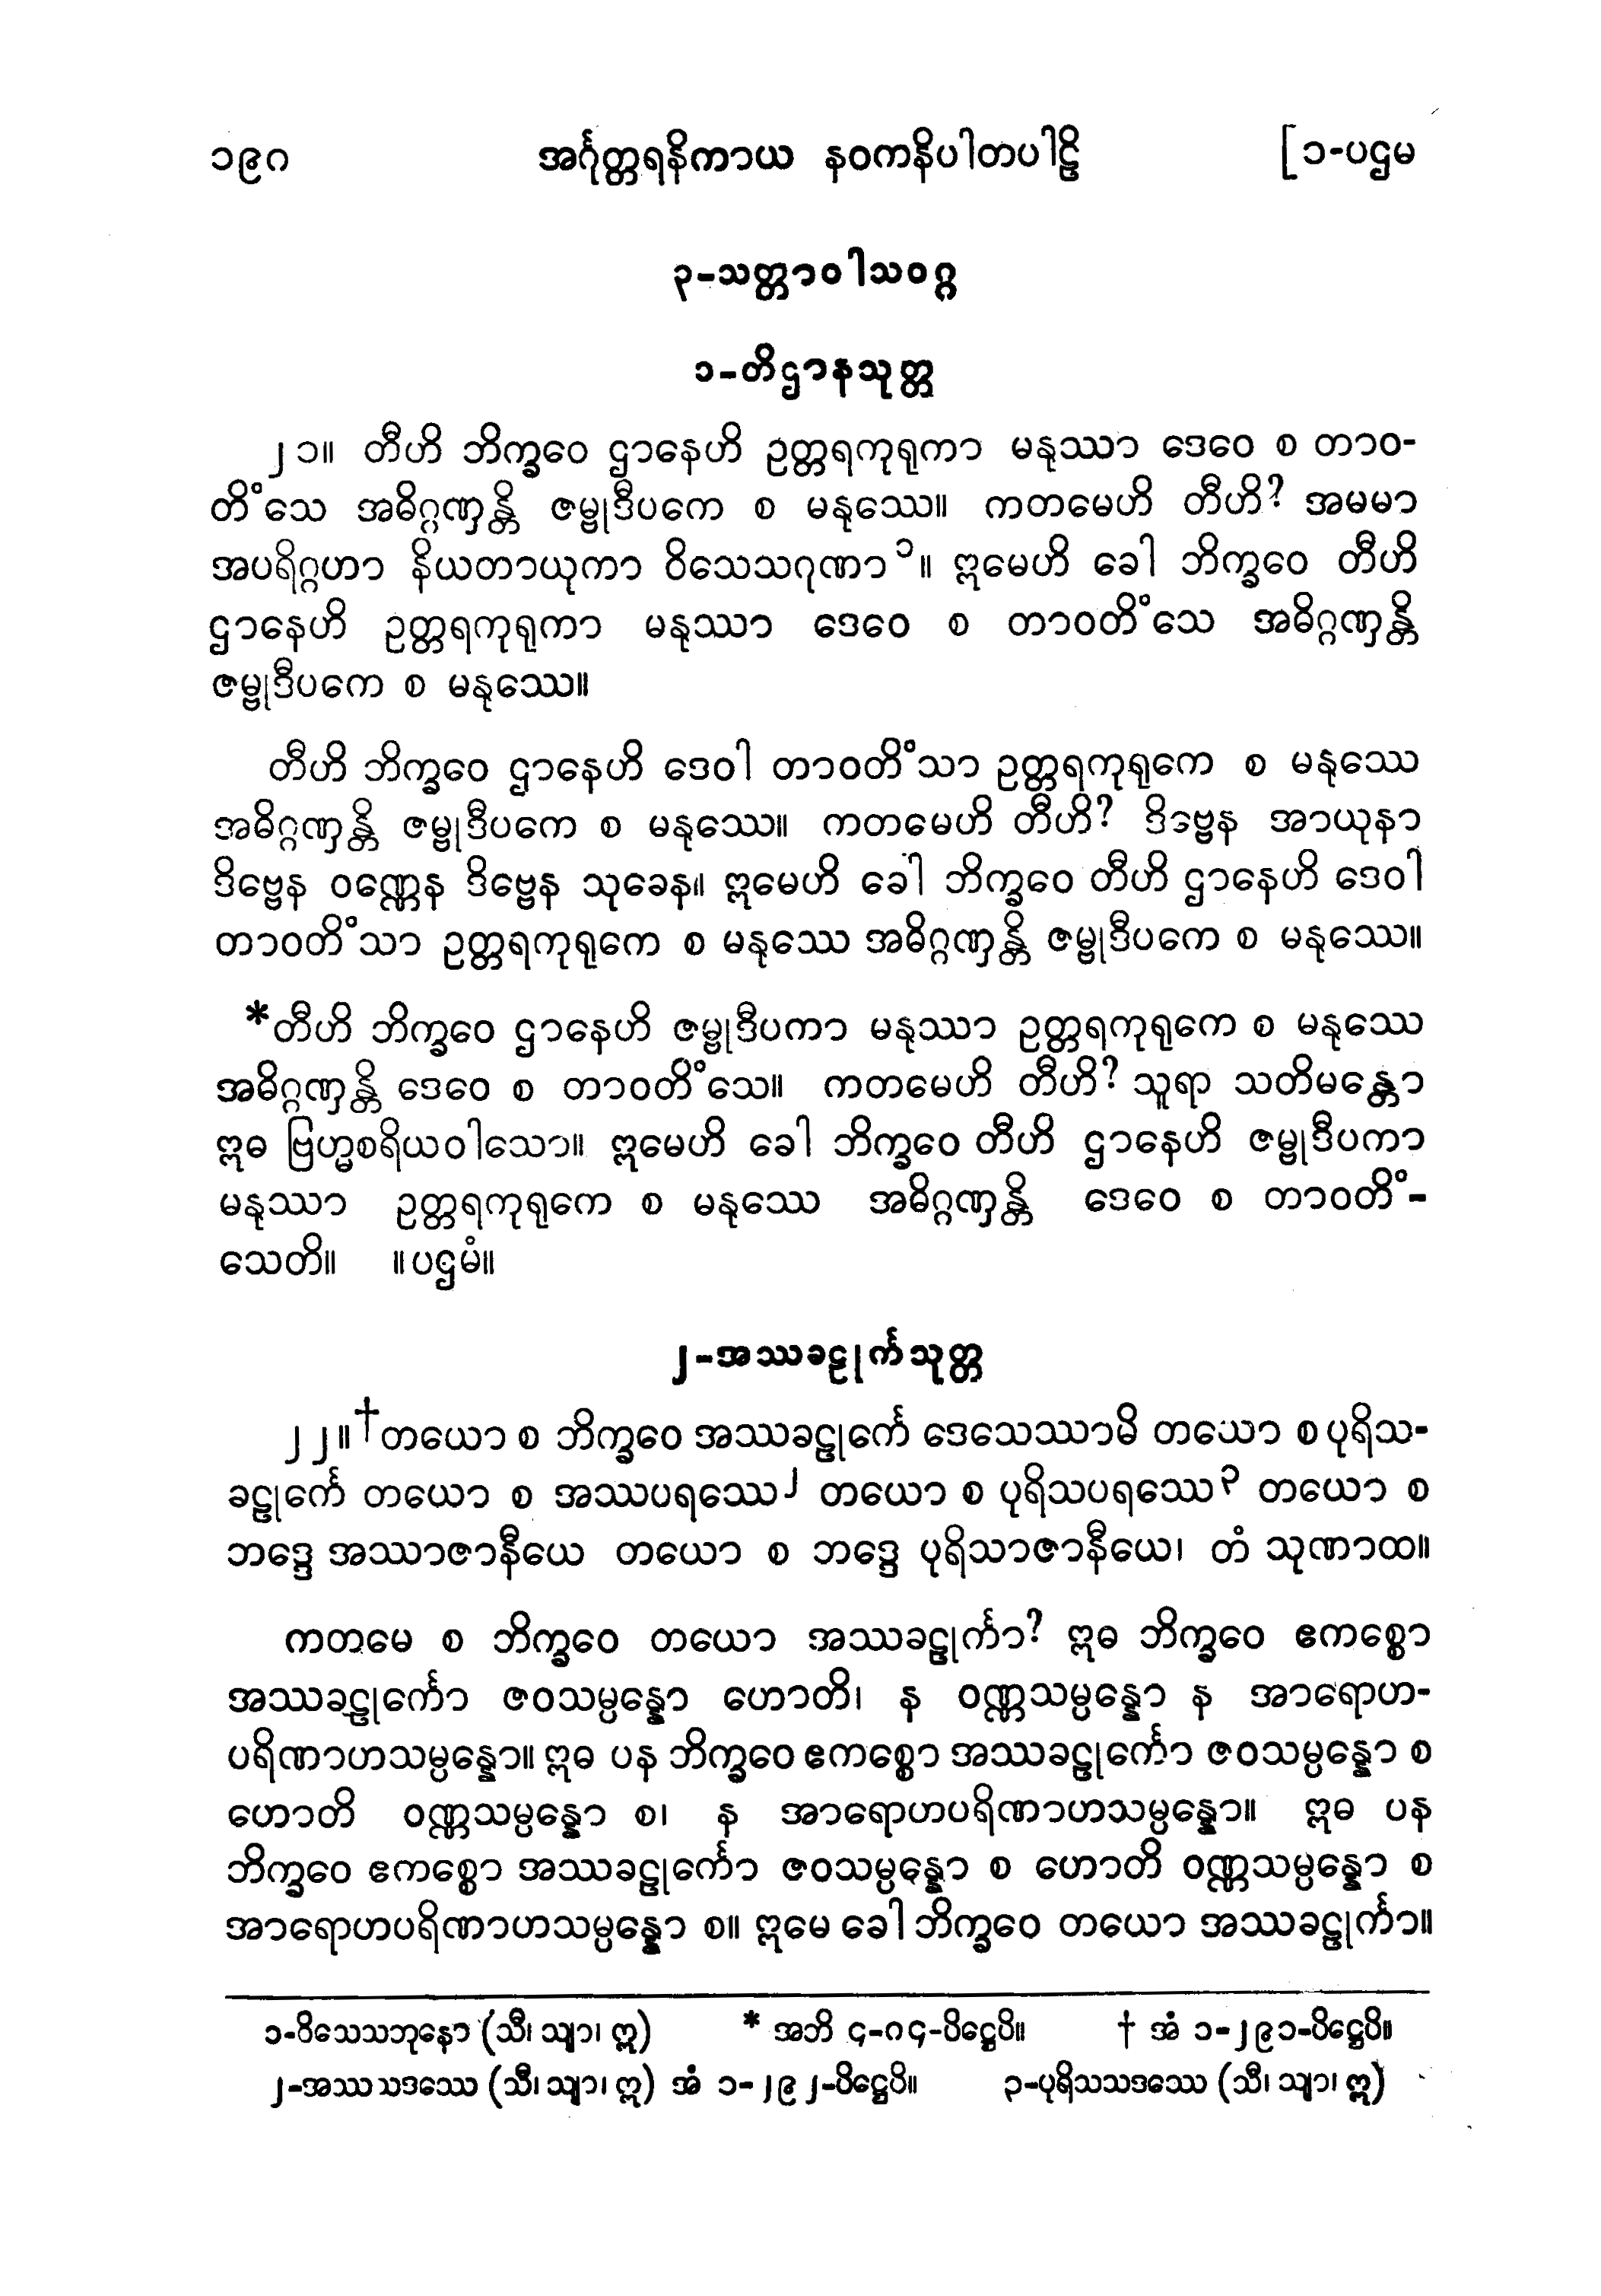 ၁၉၈ အင်္ဂုတ္တရနိကာယ နဝကနိပါတပါဠိ [၁-ပဌမ
၃-သတ္တာဝါသဝဂ္ဂ
၁-တိဌာနသုတ္တ
၂၁။ တီဟိ ဘိက္ခဝေ ဌာနေဟိ ဥတ္တရကုရုကာ မနုဿာ ဒေဝေ စ တာဝ-
တိံသေ အဓိဂ္ဂဏှန္တိ ဇမ္ဗုဒီပကေ စ မနုဿေ။ ကတမေဟိ တီဟိ? အမမာ
အပရိဂ္ဂဟာ နိယတာယုကာ ဝိသေသဂုဏာ၁။ ဣမေဟိ ခေါ ဘိက္ခဝေ တီဟိ
ဌာနေဟိ ဥတ္တရကုရုကာ မနုဿာ ဒေဝေ စ တာဝတိံသေ အဓိဂ္ဂဏှန္တိ
ဇမ္ဗုဒီပကေ စ မနုဿေ။
တီဟိ ဘိက္ခဝေ ဌာနေဟိ ဒေဝါ တာဝတိံသာ ဥတ္တရကုရုကေ စ မနုဿေ
အဓိဂ္ဂဏှန္တိ ဇမ္ဗုဒီပကေ စ မနုဿေ။ ကတမေဟိ တီဟိ? ဒိဗ္ဗေန အာယုနာ
ဒိဗ္ဗေန ဝဏ္ဏေန ဒိဗ္ဗေန သုခေန။ ဣမေဟိ ခေါ ဘိက္ခဝေ တီဟိ ဌာနေဟိ ဒေဝါ
တာဝတိံသာ ဥတ္တရကုရုကေ စ မနုဿေ အဓိဂ္ဂဏှန္တိ ဇမ္ဗုဒီပကေ စ မနုဿေ။
*တီဟိ ဘိက္ခဝေ ဌာနေဟိ ဇမ္ဗုဒီပကာ မနုဿာ ဥတ္တရကုရုကေ စ မနုဿေ
အဓိဂ္ဂဏှန္တိ ဒေဝေ စ တာဝတိံသေ။ ကတမေဟိ တီဟိ? သူရာ သတိမန္တော
ဣဓ ဗြဟ္မစရိယဝါသော။ ဣမေဟိ ခေါ ဘိက္ခဝေ တီဟိ ဌာနေဟိ ဇမ္ဗုဒီပကာ
မနုဿာ ဥတ္တရကုရုကေ စ မနုဿေ အဓိဂ္ဂဏှန္တိ ဒေဝေ စ တာဝတိံ-
သေတိ။ ။ပဌမံ။
၂-အဿခဠုင်္ကသုတ္တ
၂၂။†တယော စ ဘိက္ခဝေ အဿခဠုင်္ကေ ဒေသေဿာမိ တယော စ ပုရိသ-
ခဠုင်္ကေ တယော စ အဿပရဿေ၂ တယော စ ပုရိသပရဿေ၃ တယော စ
ဘဒ္ဒေ အဿာဇာနီယေ တယော စ ဘဒ္ဒေ ပုရိသာဇာနီယေ၊ တံ သုဏာထ။
ကတမေ စ ဘိက္ခဝေ တယော အဿခဠုင်္ကာ? ဣဓ ဘိက္ခဝေ ဧကစ္စော
အဿခဠုင်္ကော ဇဝသမ္ပန္နော ဟောတိ၊ န ဝဏ္ဏသမ္ပန္နော န အာရောဟ-
ပရိဏာဟသမ္ပန္နော။ ဣဓ ပန ဘိက္ခဝေ ဧကစ္စော အဿခဠုင်္ကော ဇဝသမ္ပန္နော စ
ဟောတိ ဝဏ္ဏသမ္ပန္နော စ၊ န အာရောဟပရိဏာဟသမ္ပန္နော။ ဣဓ ပန
ဘိက္ခဝေ ဧကစ္စော အဿခဠုင်္ကော ဇဝသမ္ပန္နော စ ဟောတိ ဝဏ္ဏသမ္ပန္နော စ
အာရောဟပရိဏာဟသမ္ပန္နော စ။ ဣမေ ခေါ ဘိက္ခဝေ တယော အဿခဠုင်္ကာ။
၁-ဝိသေသဘုနော (သီ၊ သျာ၊ ဣ) * အဘိ ၄-၈၄-ပိဋ္ဌေပိ။ † အံ ၁-၂၉၁-ပိဋ္ဌေပိ။
၂-အဿသဒဿေ (သီ၊ သျာ၊ ဣ) အံ ၁-၂၉၂-ပိဋ္ဌေပိ။ ၃-ပုရိသသဒဿေ (သီ၊ သျာ၊ ဣ)